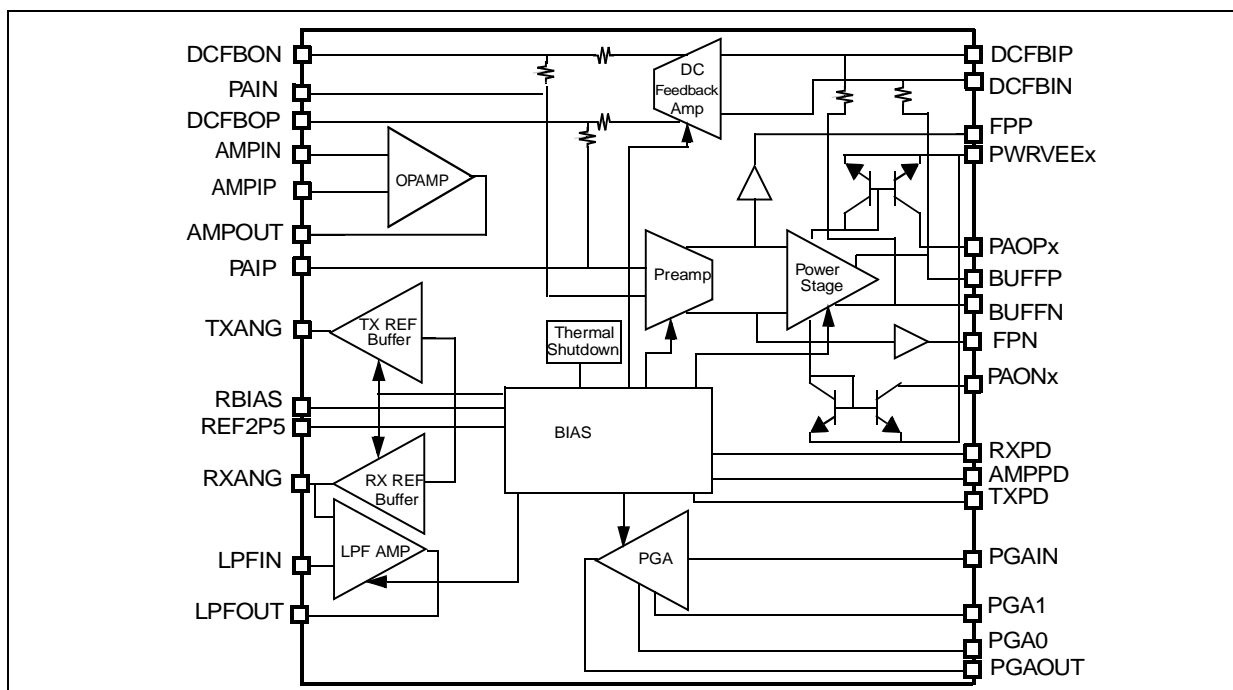 DCFBON
PAIN
DCFBOP
AMPIN
AMPIP
AMPOUT
PAIP
TXANG
RBIAS
REF2P5
RXANG
LPFIN
LPFOUT
DC
Feedback
Amp
OPAMP
Preamp
Power
Stage
TX REF
Buffer
Thermal
Shutdown
BIAS
RX REF
Buffer
LPF AMP
PGA
DCFBIP
DCFBIN
FPP
PWRVEEx
PAOPx
BUFFP
BUFFN
FPN
PAONx
RXPD
AMPPD
TXPD
PGAIN
PGA1
PGA0
PGAOUT